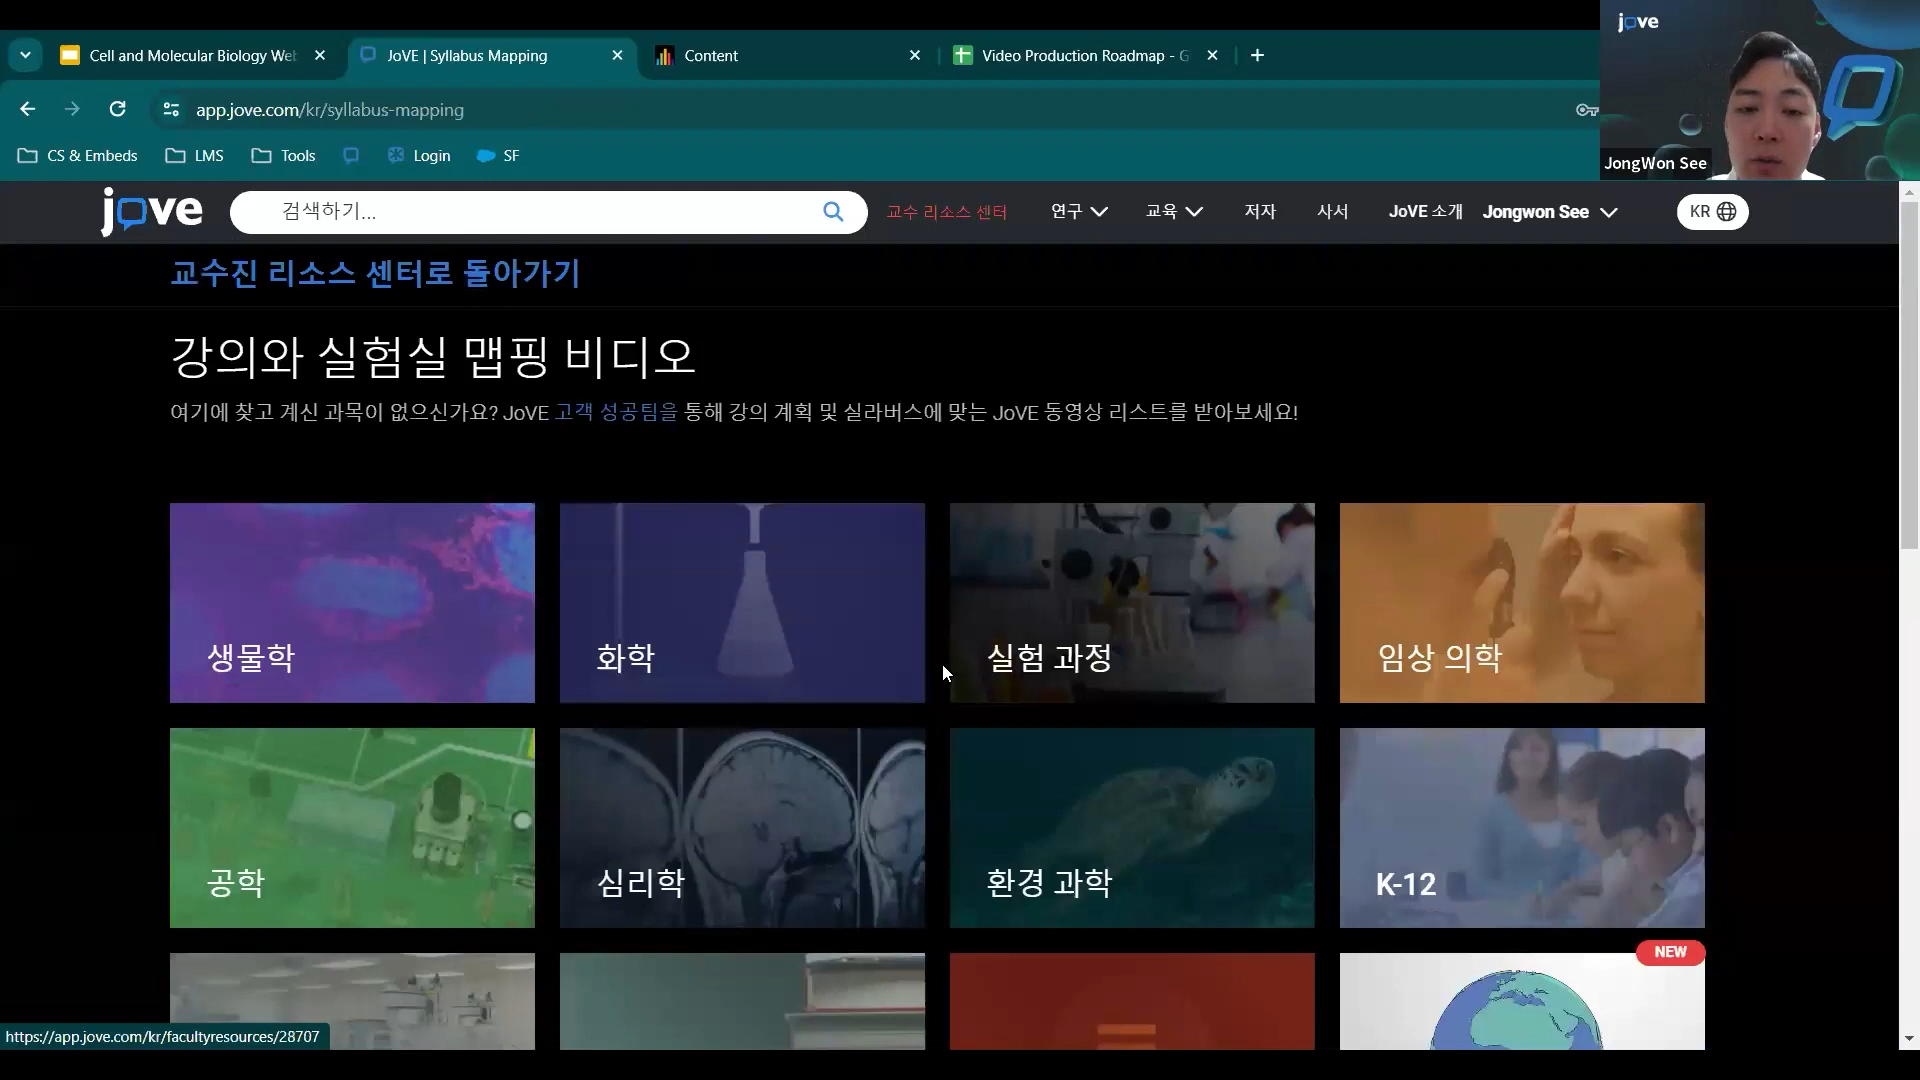 jove
Cell and Molecular Biology Web
JoVE | Syllabus Mapping
Content
Video Production Roadmap - G
app.jove.com/kr/syllabus-mapping
CS & Embeds
LMS
Tools
Login
SF
JongWon See
jove
검색하기...
교수 리소스 센터
연구
교육
저자
사서
JoVE 소개
Jongwon See
KR
교수진 리소스 센터로 돌아가기
강의와 실험실 맵핑 비디오
여기에 찾고 계신 과목이 없으신가요? JoVE 고객 성공팀을 통해 강의 계획 및 실라버스에 맞는 JoVE 동영상 리스트를 받아보세요!
생물학
화학
실험 과정
임상 의학
공학
심리학
환경 과학
K-12
NEW
https://app.jove.com/kr/facultyresources/28707